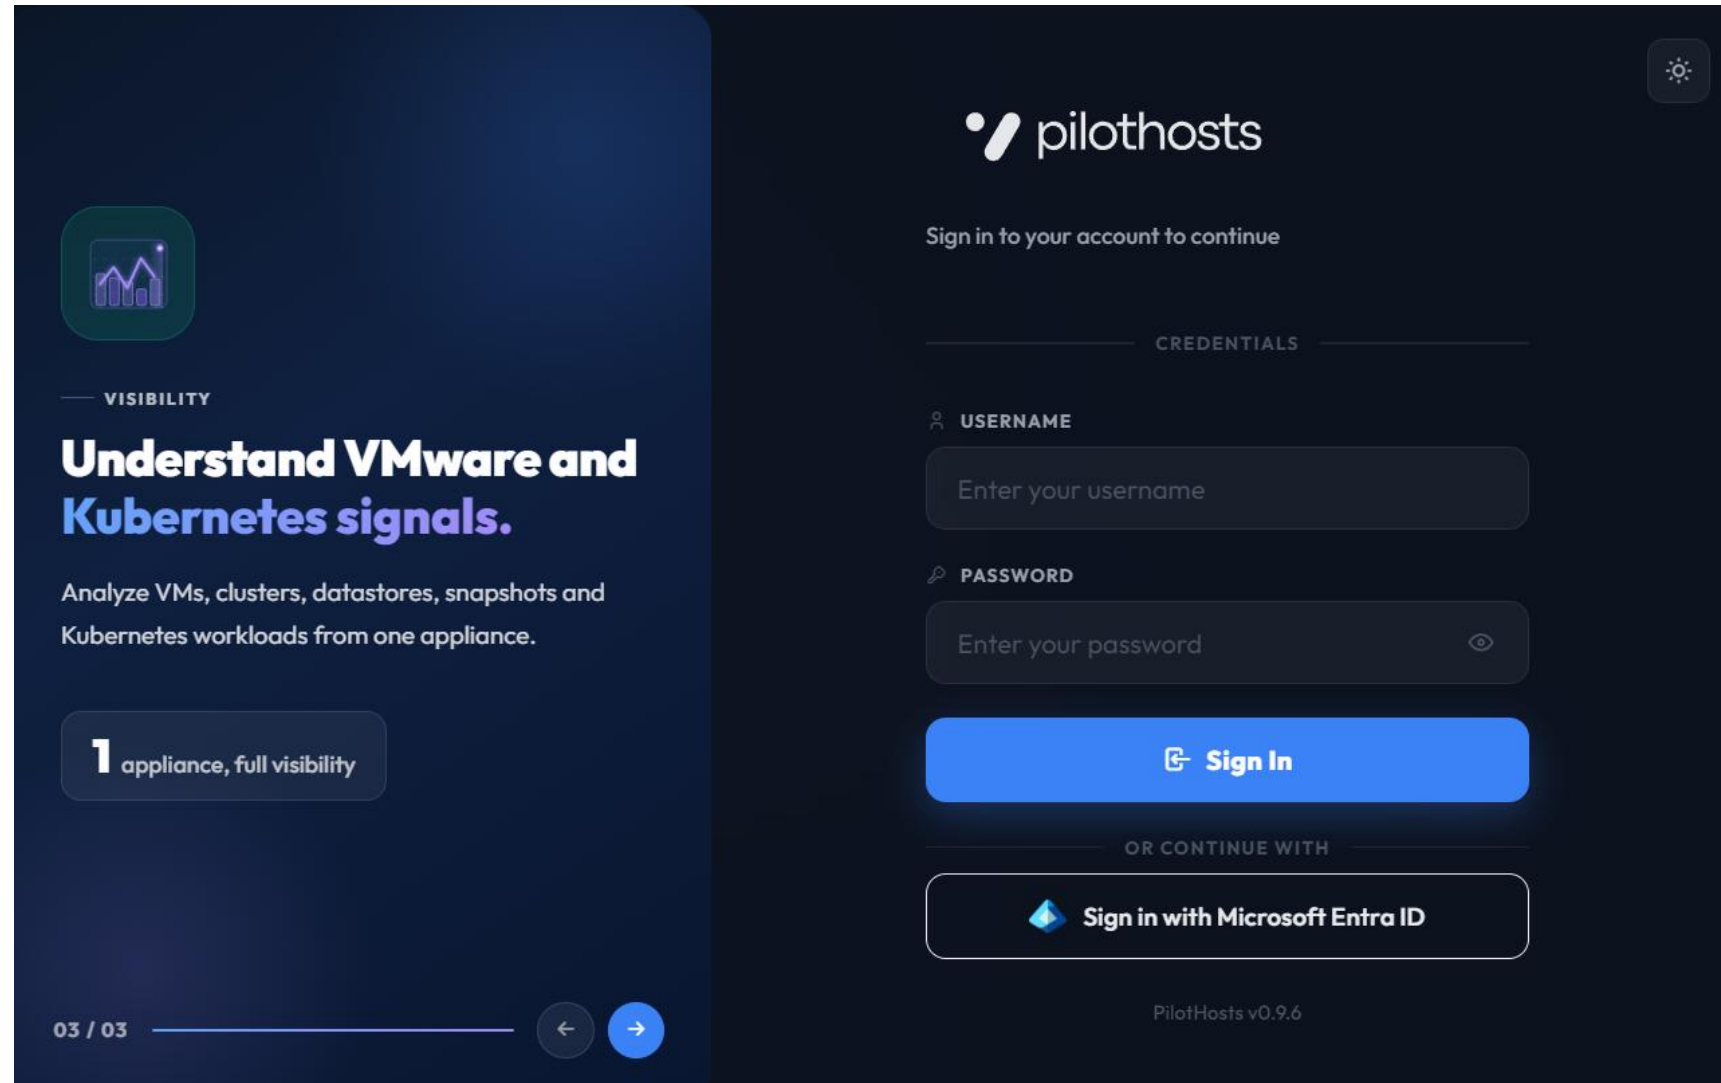 VISIBILITY
Understand VMware and
Kubernetes signals.
Analyze VMs, clusters, datastores, snapshots and
Kubernetes workloads from one appliance.
1 appliance, full visibility
03 / 03
pilothosts
Sign in to your account to continue
CREDENTIALS
USERNAME
Enter your username
PASSWORD
Enter your password
Sign In
OR CONTINUE WITH
Sign in with Microsoft Entra ID
PilotHosts v0.9.6